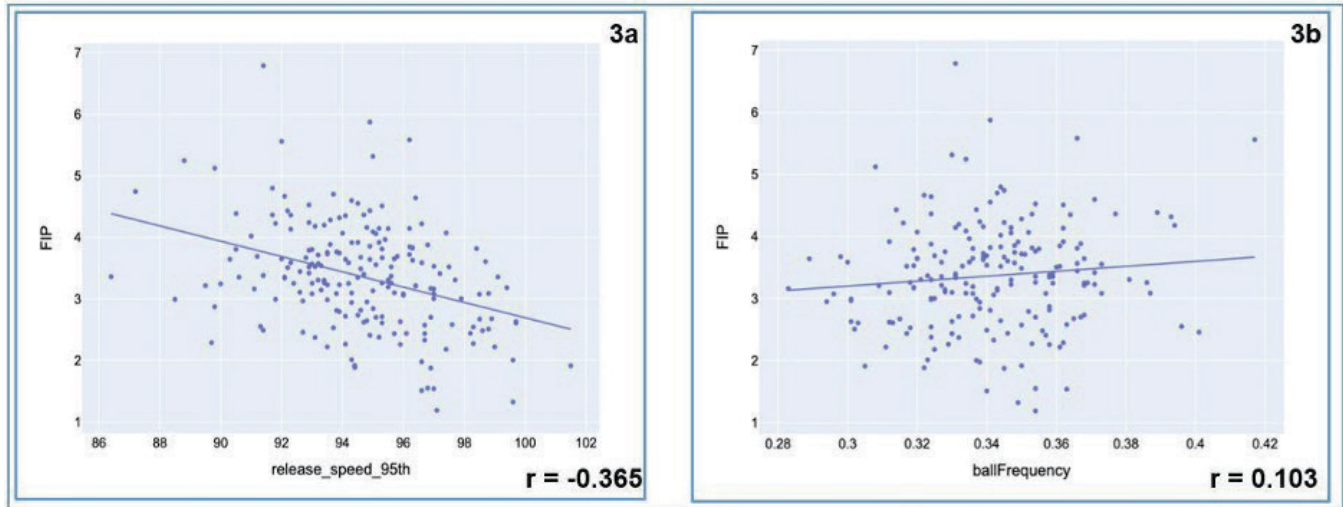 3a
7
6
5
4
3
2
1
FIP
86 88 90 92 94 96 98 100 102
release_speed_95th
r = -0.365
3b
7
6
5
4
3
2
1
FIP
0.28 0.3 0.32 0.34 0.36 0.38 0.4 0.42
ballFrequency
r = 0.103